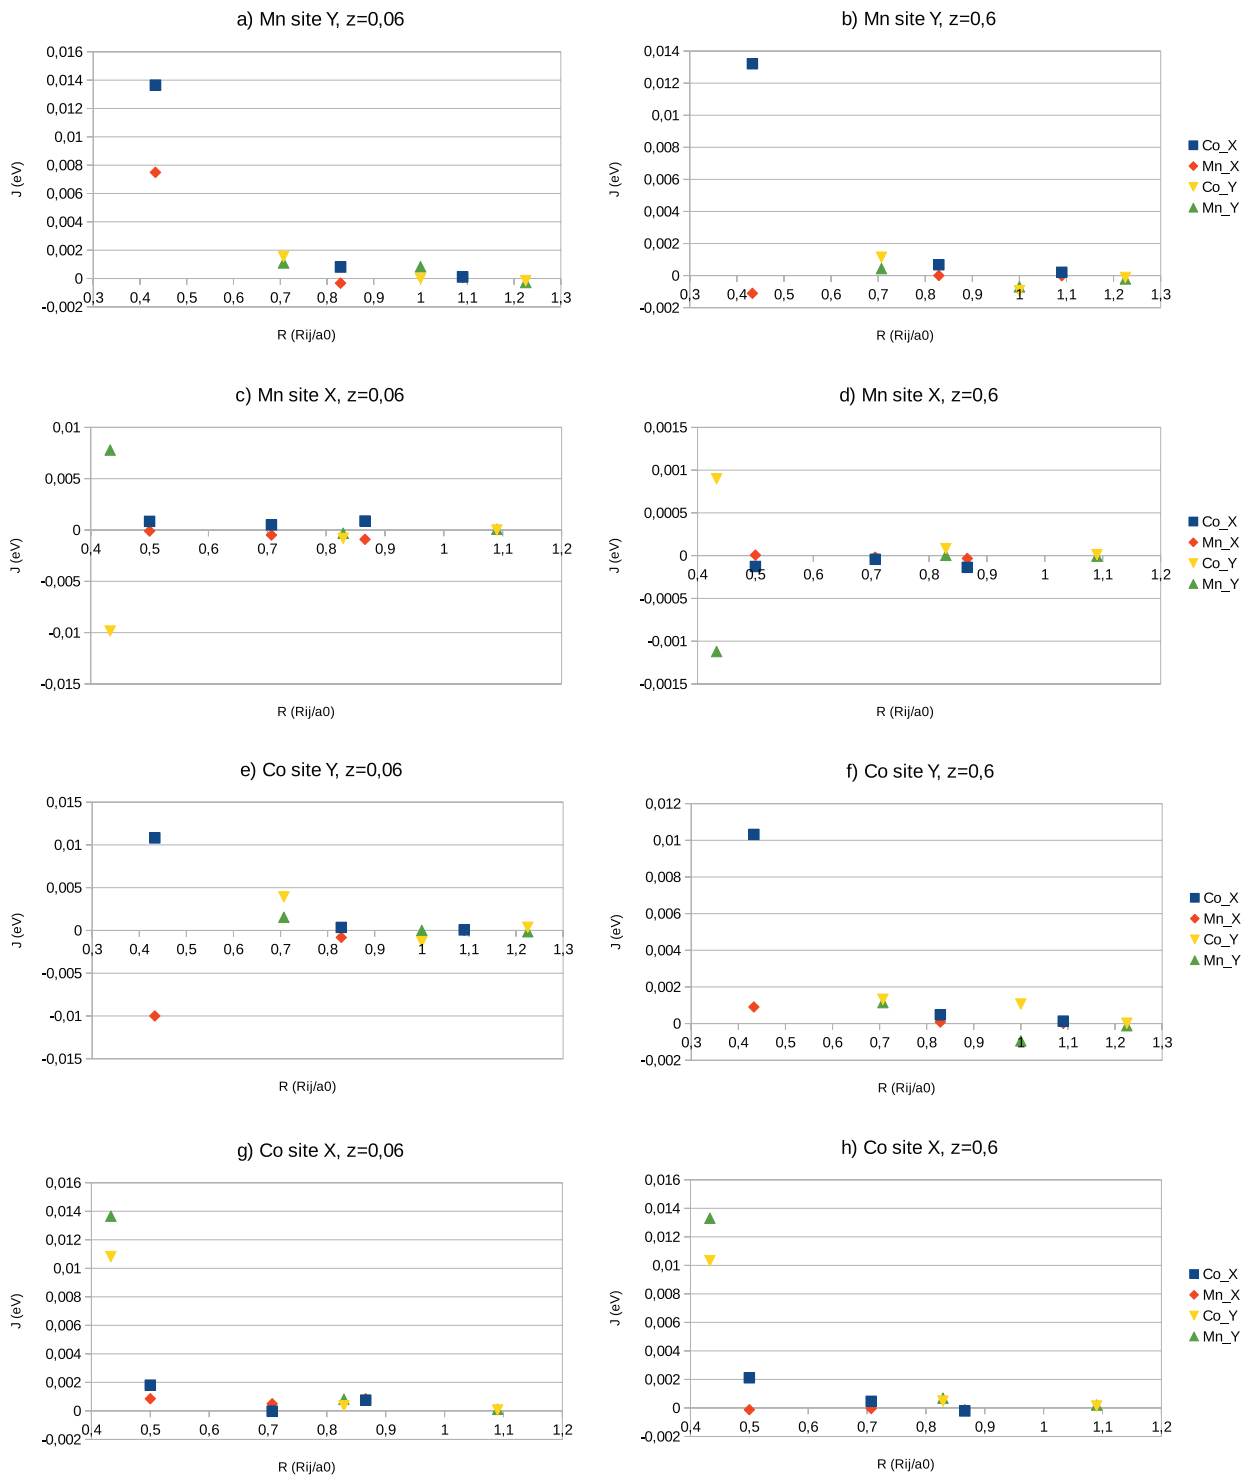 a) Mn site Y, z=0,06
0,016
0,014
0,012
0,01
0,008
0,006
0,004
0,002
0
-0,002
0,3 0,4 0,5 0,6 0,7 0,8 0,9 1 1,1 1,2 1,3
J (eV)
R (Rij/a0)
b) Mn site Y, z=0,6
0,014
0,012
0,01
0,008
0,006
0,004
0,002
0
-0,002
0,3 0,4 0,5 0,6 0,7 0,8 0,9 1 1,1 1,2 1,3
J (eV)
R (Rij/a0)
Co_X
Mn_X
Co_Y
Mn_Y
c) Mn site X, z=0,06
0,01
0,005
0
-0,005
-0,01
-0,015
0,4 0,5 0,6 0,7 0,8 0,9 1 1,1 1,2
J (eV)
R (Rij/a0)
d) Mn site X, z=0,6
0,0015
0,001
0,0005
0
-0,0005
-0,001
-0,0015
0,4 0,5 0,6 0,7 0,8 0,9 1 1,1 1,2
J (eV)
R (Rij/a0)
Co_X
Mn_X
Co_Y
Mn_Y
e) Co site Y, z=0,06
0,015
0,01
0,005
0
-0,005
-0,01
-0,015
0,3 0,4 0,5 0,6 0,7 0,8 0,9 1 1,1 1,2 1,3
J (eV)
R (Rij/a0)
f) Co site Y, z=0,6
0,012
0,01
0,008
0,006
0,004
0,002
0
-0,002
0,3 0,4 0,5 0,6 0,7 0,8 0,9 1 1,1 1,2 1,3
J (eV)
R (Rij/a0)
Co_X
Mn_X
Co_Y
Mn_Y
g) Co site X, z=0,06
0,016
0,014
0,012
0,01
0,008
0,006
0,004
0,002
0
-0,002
0,4 0,5 0,6 0,7 0,8 0,9 1 1,1 1,2
J (eV)
R (Rij/a0)
h) Co site X, z=0,6
0,016
0,014
0,012
0,01
0,008
0,006
0,004
0,002
0
-0,002
0,4 0,5 0,6 0,7 0,8 0,9 1 1,1 1,2
J (eV)
R (Rij/a0)
Co_X
Mn_X
Co_Y
Mn_Y